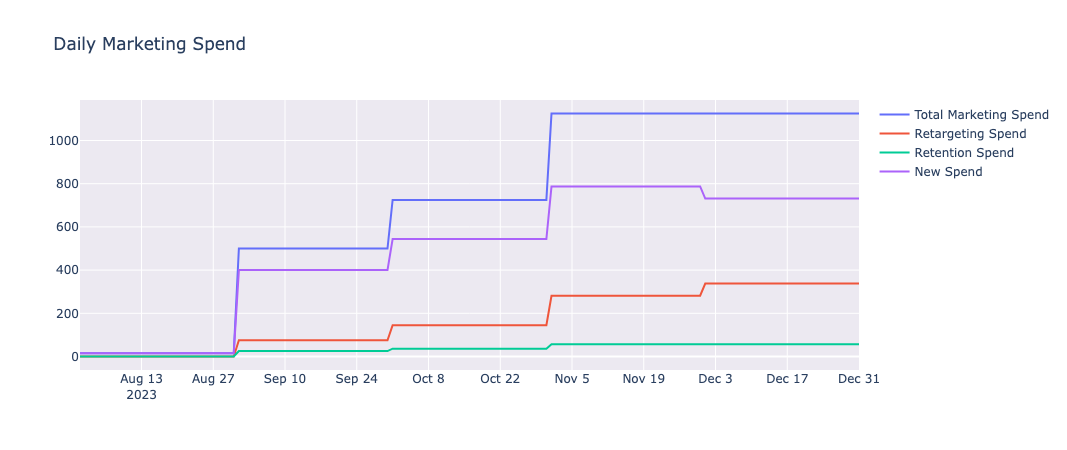 Daily Marketing Spend
Total Marketing Spend
Retargeting Spend
Retention Spend
New Spend
1000
800
600
400
200
0
Aug 13 Aug 27 Sep 10 Sep 24 Oct 8 Oct 22 Nov 5 Nov 19 Dec 3 Dec 17 Dec 31
2023